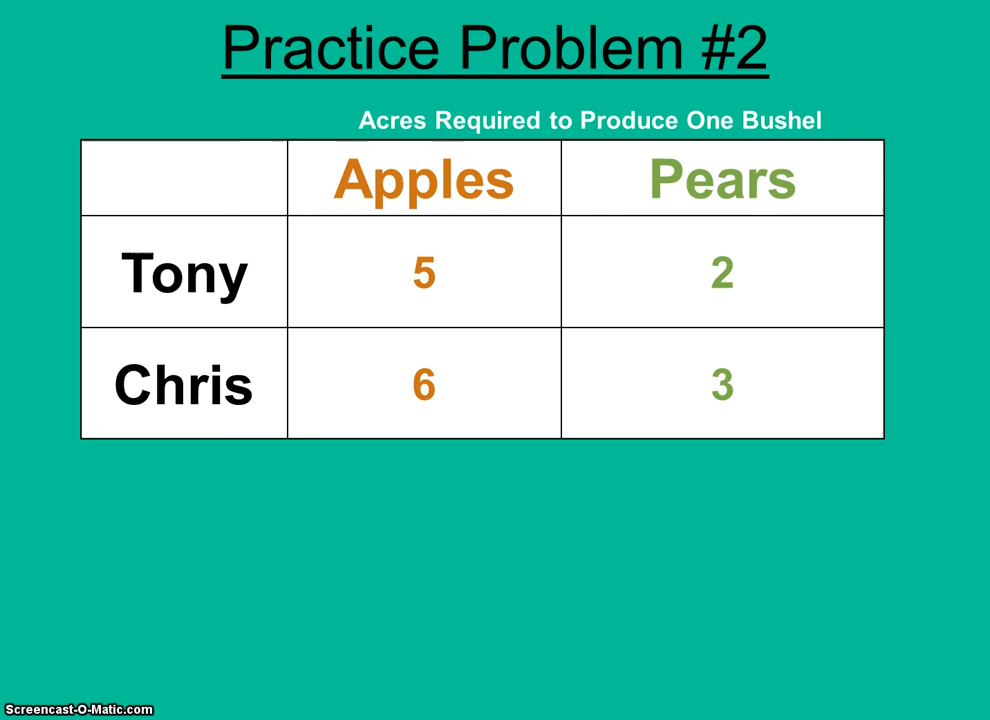 Practice Problem #2
Acres Required to Produce One Bushel
Apples Pears
Tony 5 2
Chris 6 3
Screencast-O-Matic.com